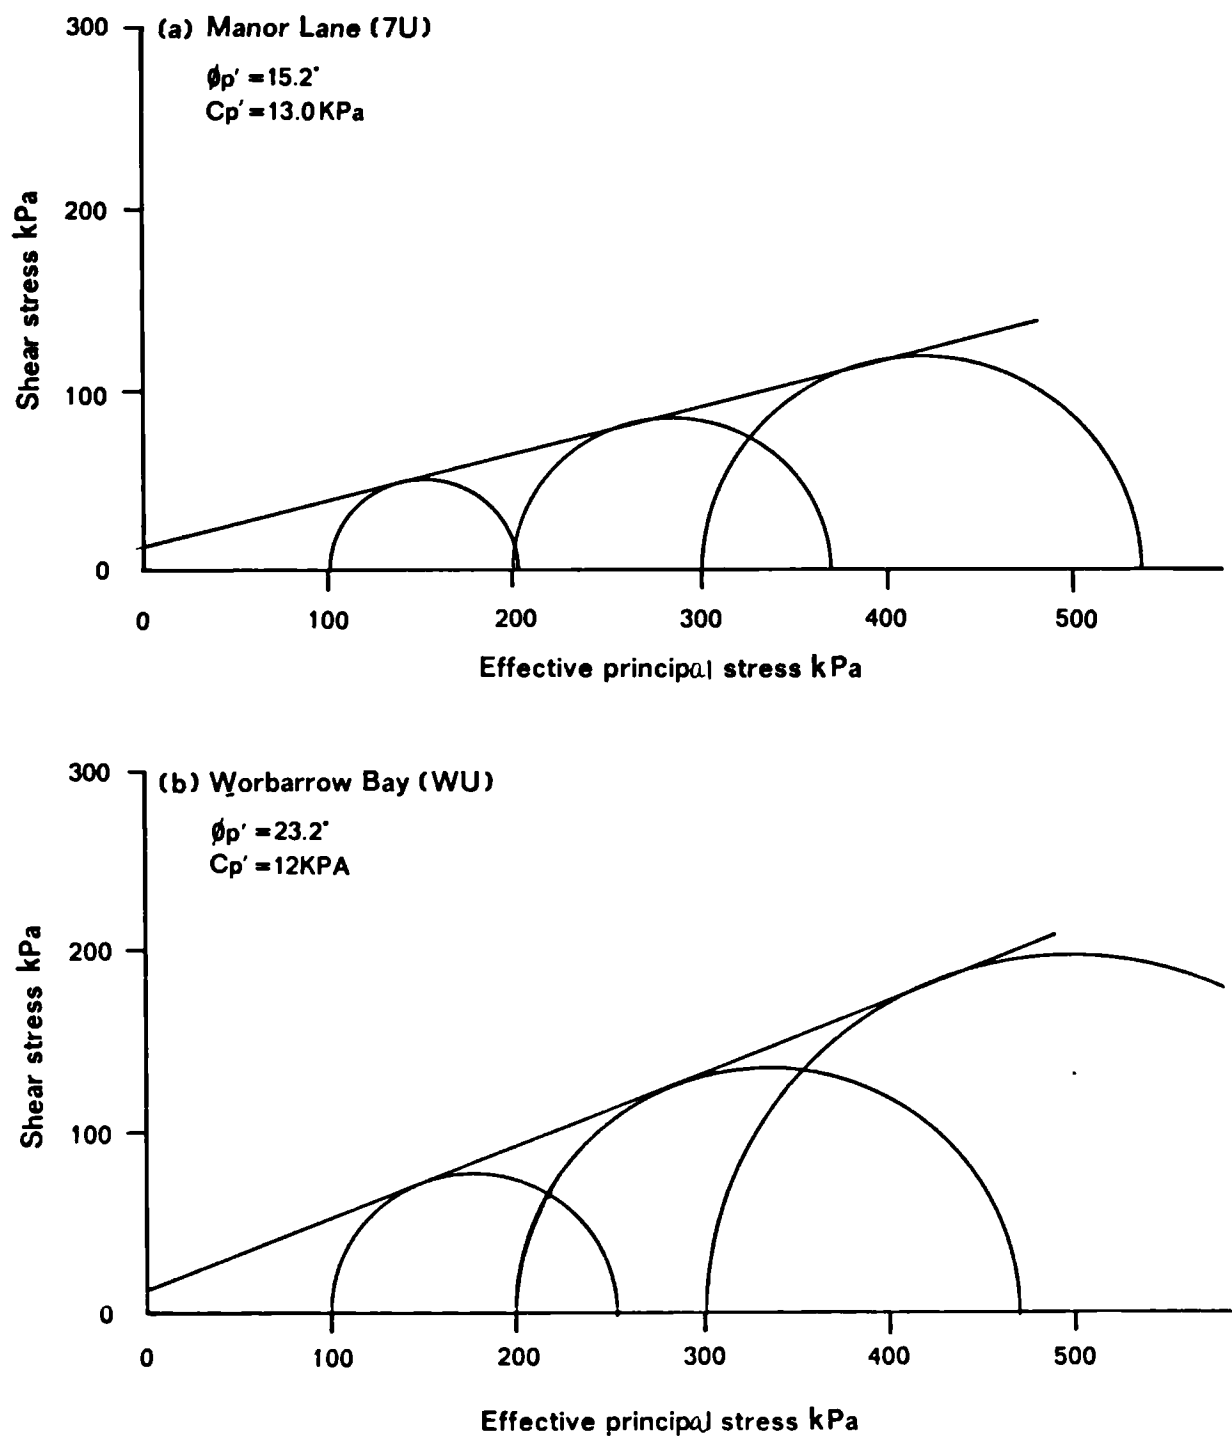 300
(a) Manor Lane (7U)
ϕp′ = 15.2°
Cp′ = 13.0 KPa
200
100
0
Shear stress kPa
0 100 200 300 400 500
Effective principal stress kPa
300
(b) Worbarrow Bay (WU)
ϕp′ = 23.2°
Cp′ = 12KPA
200
100
0
Shear stress kPa
0 100 200 300 400 500
Effective principal stress kPa